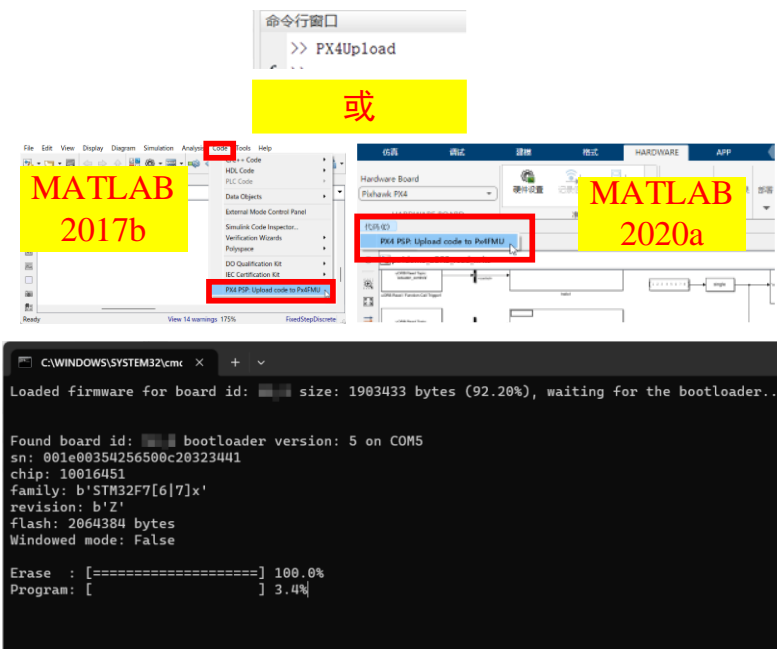 命令行窗口
>> PX4Upload
或
File Edit View Display Diagram Simulation Analysis Code Tools Help
C++ Code
HDL Code
PLC Code
Data Objects
External Mode Control Panel
Simulink Code Inspector...
Verification Wizards
Polyspace
DO Qualification Kit
IEC Certification Kit
PX4 PSP: Upload code to Px4FMU
Ready View 14 warnings 175% FixedStepDiscrete
MATLAB
2017b
仿真 调试 建模 格式 HARDWARE APP
Hardware Board
Pixhawk PX4
硬件设置
部署
代码(C)
PX4 PSP: Upload code to Px4FMU
MATLAB
2020a
single
C:\WINDOWS\SYSTEM32\cmc × +
Loaded firmware for board id: size: 1903433 bytes (92.20%), waiting for the bootloader..
Found board id: bootloader version: 5 on COM5
sn: 001e00354256500c20323441
chip: 10016451
family: b'STM32F7[6|7]x'
revision: b'Z'
flash: 2064384 bytes
Windowed mode: False
Erase : [====================] 100.0%
Program: [ ] 3.4%